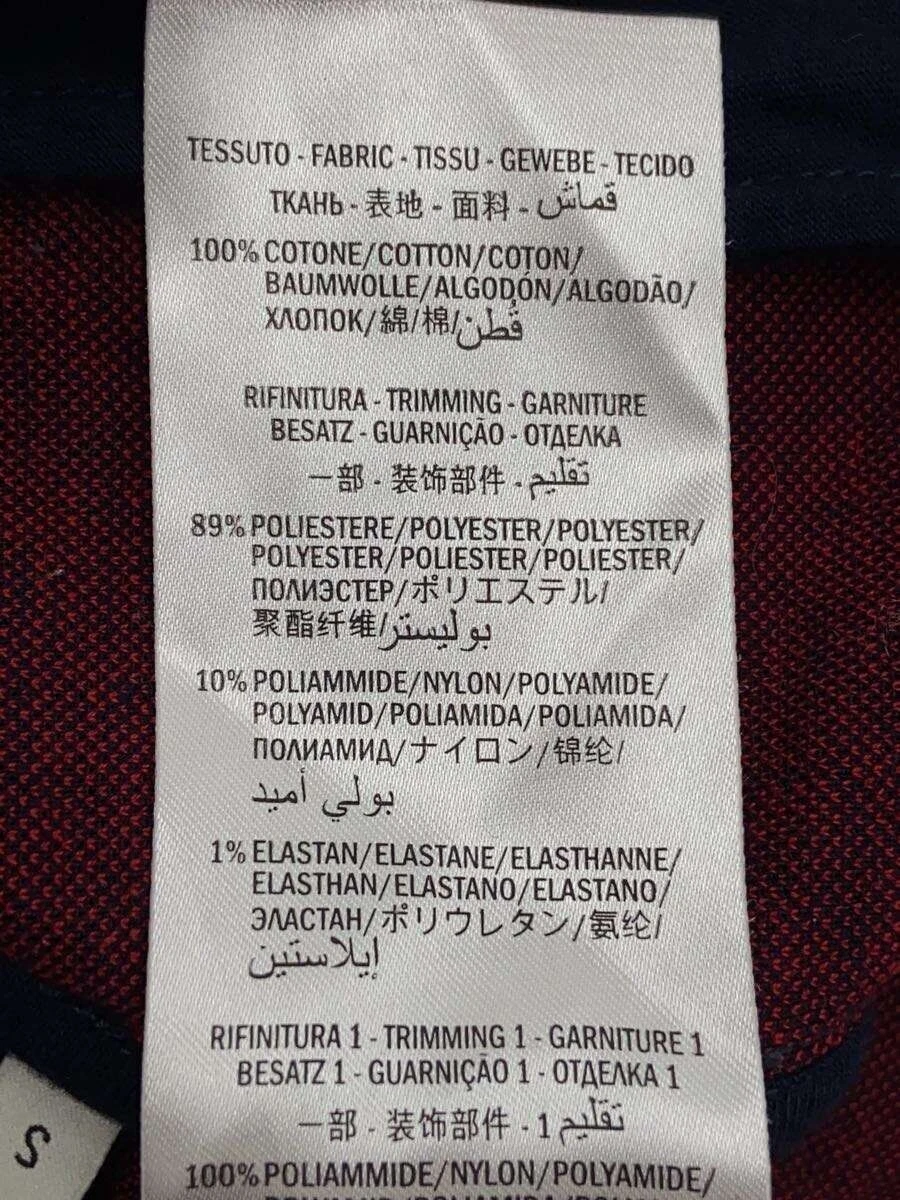 TESSUTO - FABRIC - TISSU - GEWEBE - TECIDO
ТКАНЬ - 表地 - 面料 - قماش
100% COTONE/COTTON/COTON/
BAUMWOLLE/ALGODÓN/ALGODÃO/
ХЛОПОК/綿/棉/قُطن
RIFINITURA - TRIMMING - GARNITURE
BESATZ - GUARNIÇÃO - ОТДЕЛКА
一部 - 装饰部件 - تقليم
89% POLIESTERE/POLYESTER/POLYESTER/
POLYESTER/POLIESTER/POLIESTER/
ПОЛИЭСТЕР/ポリエステル/
聚酯纤维/بوليستر
10% POLIAMMIDE/NYLON/POLYAMIDE/
POLYAMID/POLIAMIDA/POLIAMIDA/
ПОЛИАМИД/ナイロン/锦纶/
بولي أميد
1% ELASTAN/ELASTANE/ELASTHANNE/
ELASTHAN/ELASTANO/ELASTANO/
ЭЛАСТАН/ポリウレタン/氨纶/
إيلاستين
RIFINITURA 1 - TRIMMING 1 - GARNITURE 1
BESATZ 1 - GUARNIÇÃO 1 - ОТДЕЛКА 1
一部 - 装饰部件 - 1 تقليم
100% POLIAMMIDE/NYLON/POLYAMIDE/
S